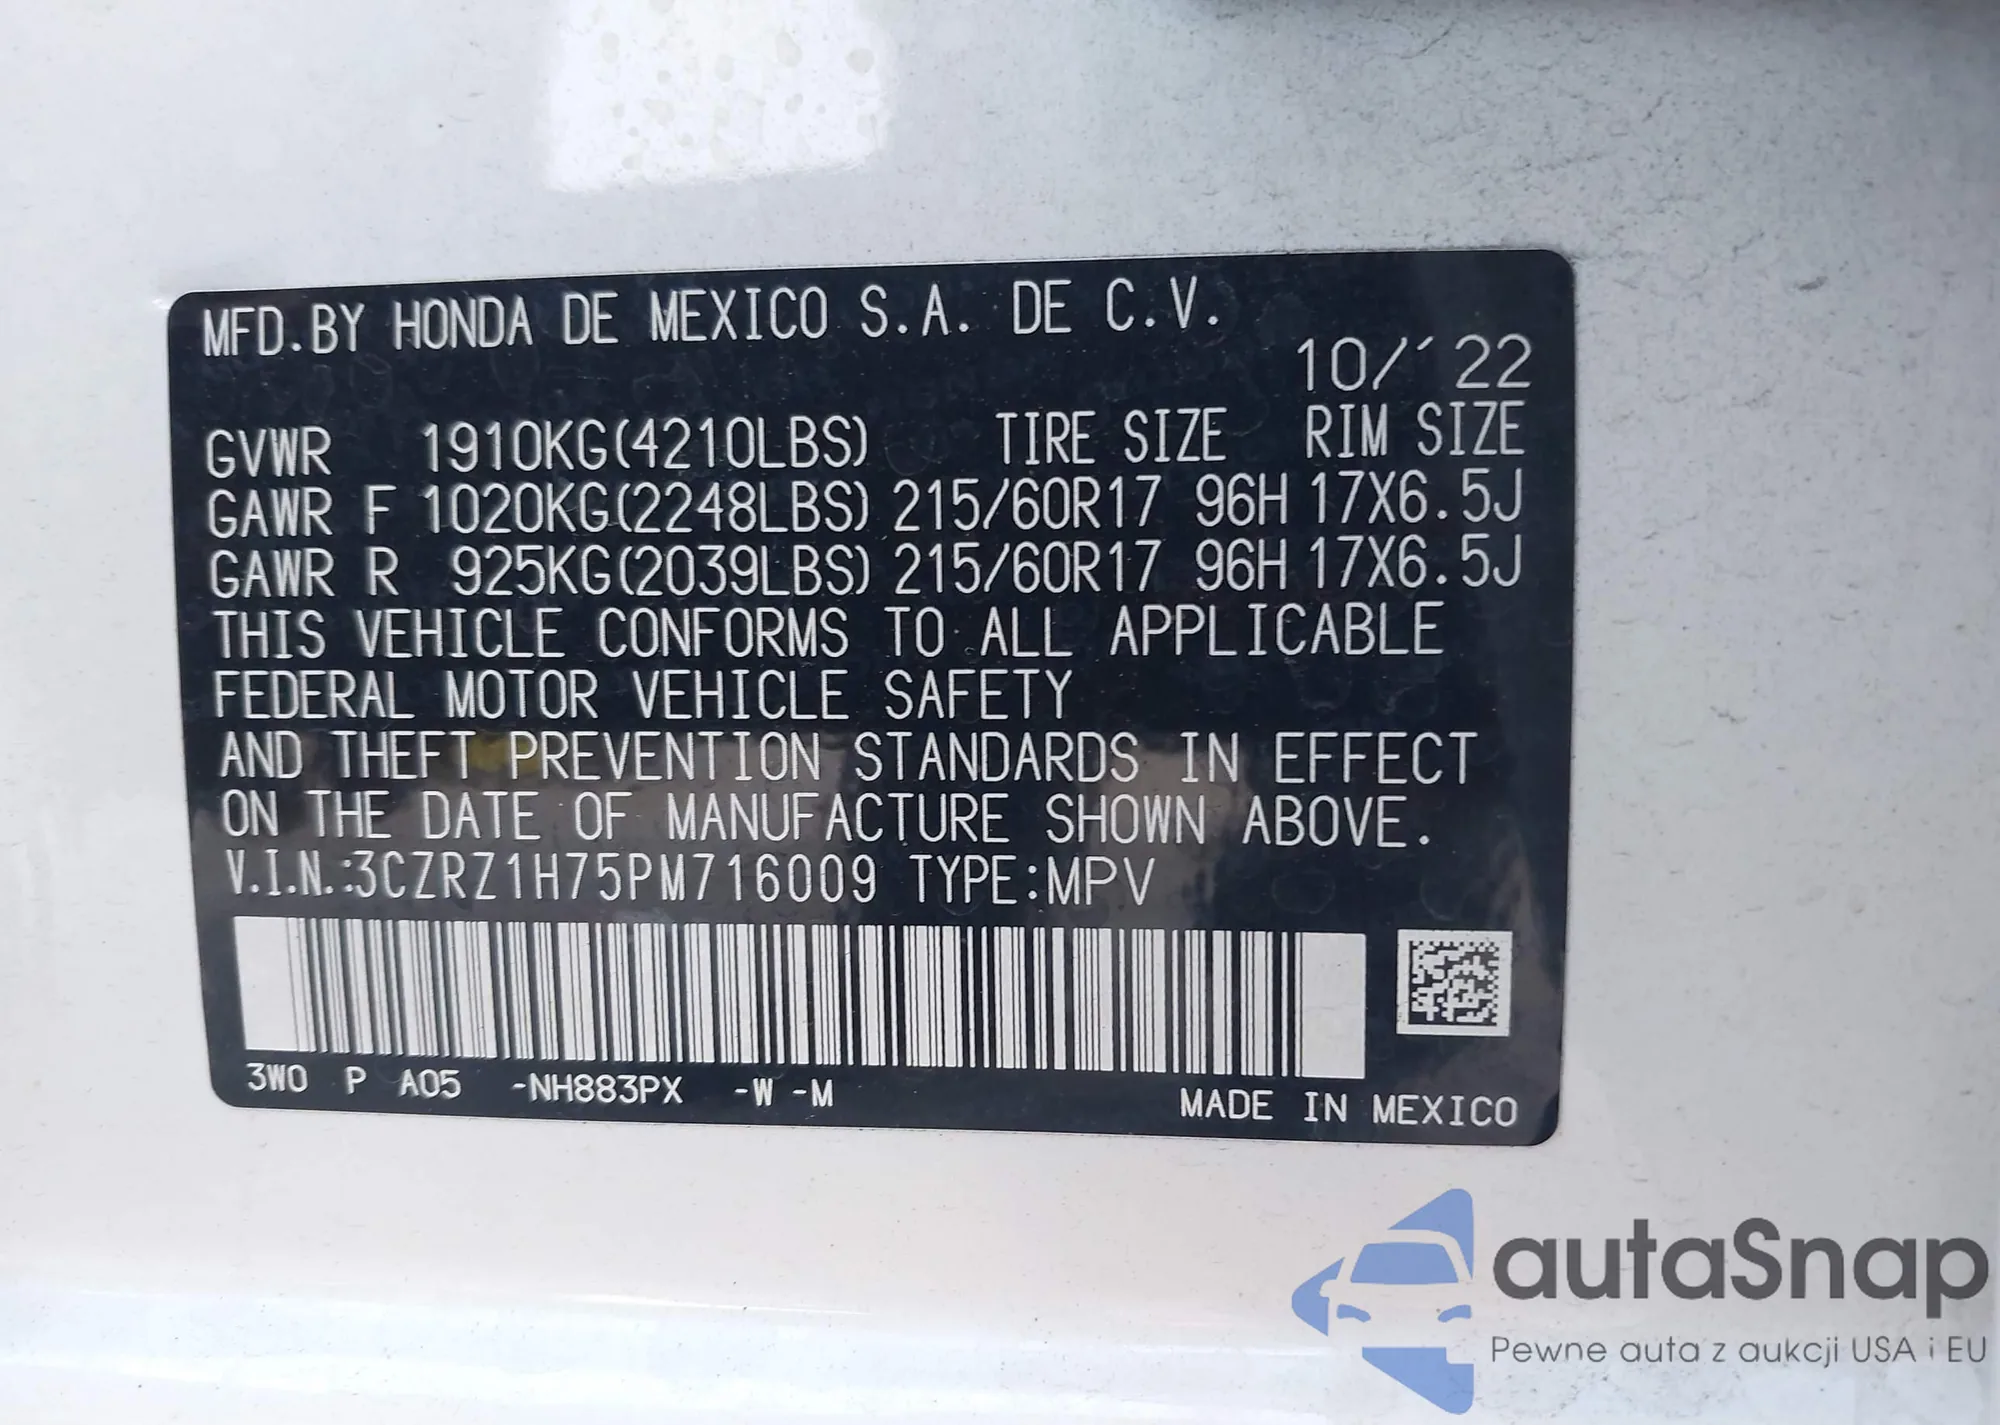 MFD.BY HONDA DE MEXICO S.A. DE C.V.
10/´22
GVWR 1910KG(4210LBS) TIRE SIZE RIM SIZE
GAWR F 1020KG(2248LBS) 215/60R17 96H 17X6.5J
GAWR R 925KG(2039LBS) 215/60R17 96H 17X6.5J
THIS VEHICLE CONFORMS TO ALL APPLICABLE
FEDERAL MOTOR VEHICLE SAFETY
AND THEFT PREVENTION STANDARDS IN EFFECT
ON THE DATE OF MANUFACTURE SHOWN ABOVE.
V.I.N.:3CZRZ1H75PM716009 TYPE:MPV
3W0 P A05 -NH883PX -W -M
MADE IN MEXICO
autaSnap
Pewne auta z aukcji USA i EU